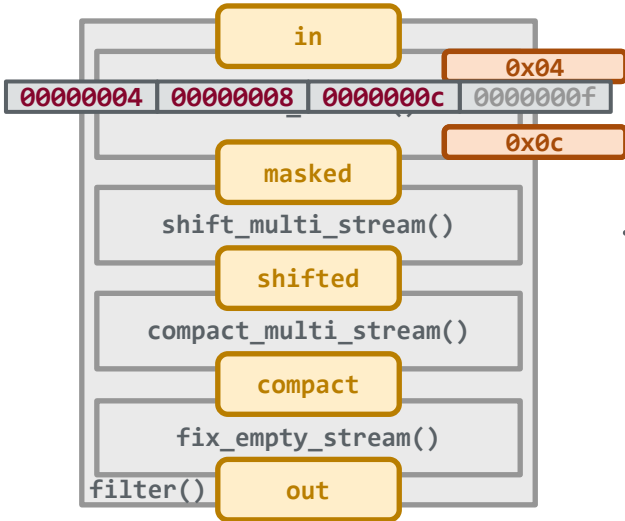 in
0x04
00000004 00000008 0000000c 0000000f
0x0c
masked
shift_multi_stream()
shifted
compact_multi_stream()
compact
fix_empty_stream()
filter()
out